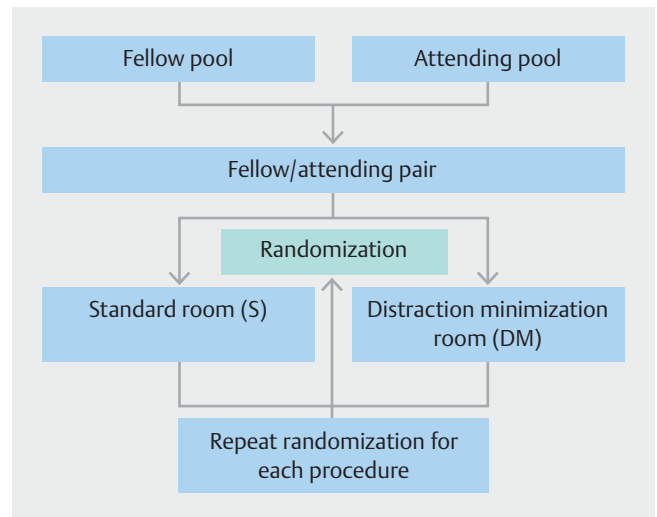 Fellow pool
Attending pool
Fellow/attending pair
Randomization
Standard room (S)
Distraction minimization
room (DM)
Repeat randomization for
each procedure